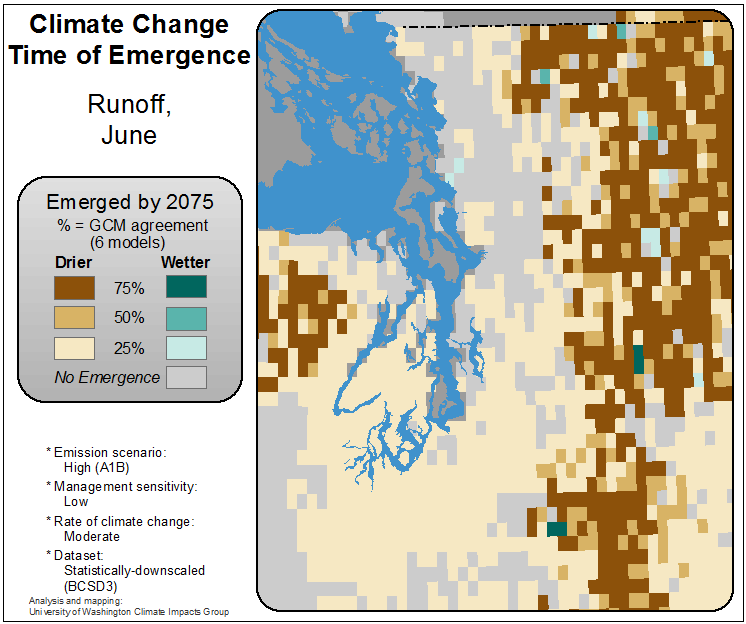 Climate Change
Time of Emergence
Runoff,
June
Emerged by 2075
% = GCM agreement
(6 models)
Drier Wetter
75%
50%
25%
No Emergence
* Emission scenario:
High (A1B)
* Management sensitivity:
Low
* Rate of climate change:
Moderate
* Dataset:
Statistically-downscaled
(BCSD3)
Analysis and mapping:
University of Washington Climate Impacts Group